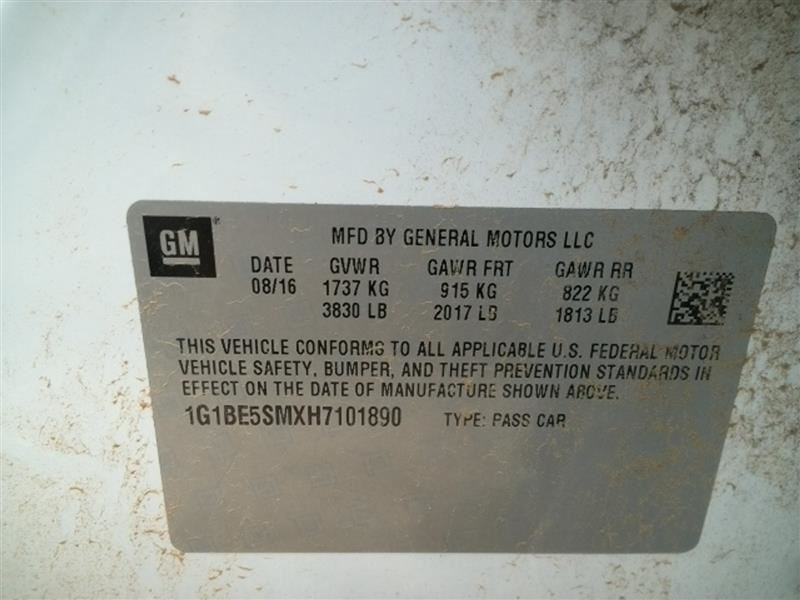 GM®
MFD BY GENERAL MOTORS LLC
DATE GVWR GAWR FRT GAWR RR
08/16 1737 KG 915 KG 822 KG
3830 LB 2017 LB 1813 LB
THIS VEHICLE CONFORMS TO ALL APPLICABLE U.S. FEDERAL MOTOR
VEHICLE SAFETY, BUMPER, AND THEFT PREVENTION STANDARDS IN
EFFECT ON THE DATE OF MANUFACTURE SHOWN ABOVE.
1G1BE5SMXH7101890 TYPE: PASS CAR